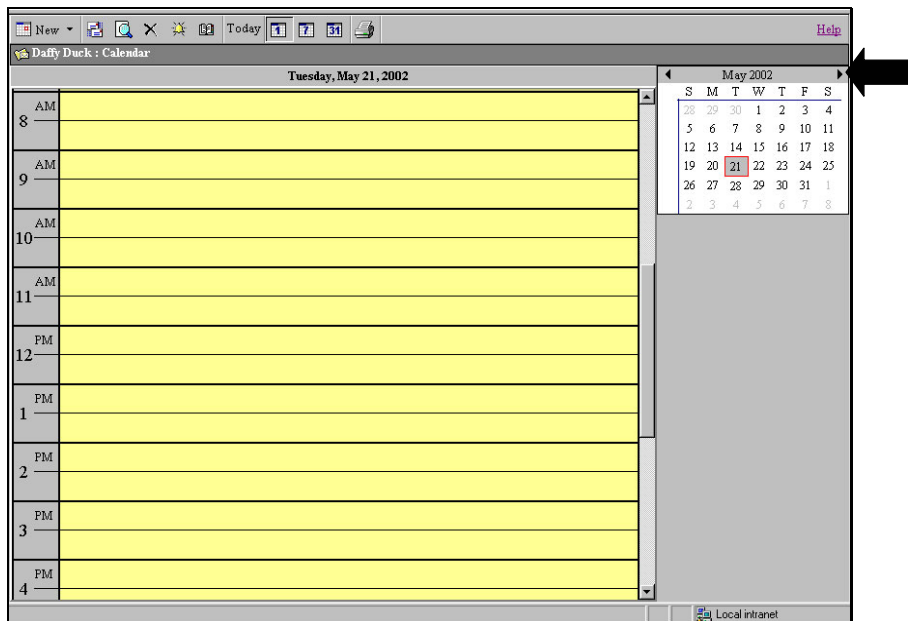 New Today 1 7 31 Help
Daffy Duck : Calendar
Tuesday, May 21, 2002
May 2002
S M T W T F S
28 29 30 1 2 3 4
5 6 7 8 9 10 11
12 13 14 15 16 17 18
19 20 21 22 23 24 25
26 27 28 29 30 31 1
2 3 4 5 6 7 8
AM
8
AM
9
AM
10
AM
11
PM
12
PM
1
PM
2
PM
3
PM
4
Local intranet